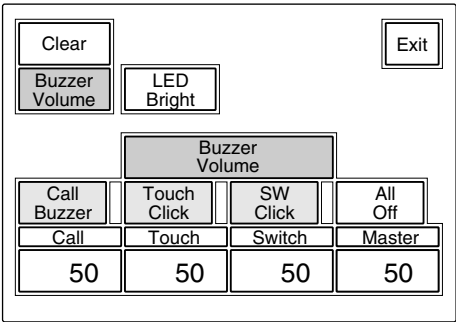 Clear
Exit
Buzzer
Volume
LED
Bright
Buzzer
Volume
Call
Buzzer
Touch
Click
SW
Click
All
Off
Call Touch Switch Master
50 50 50 50